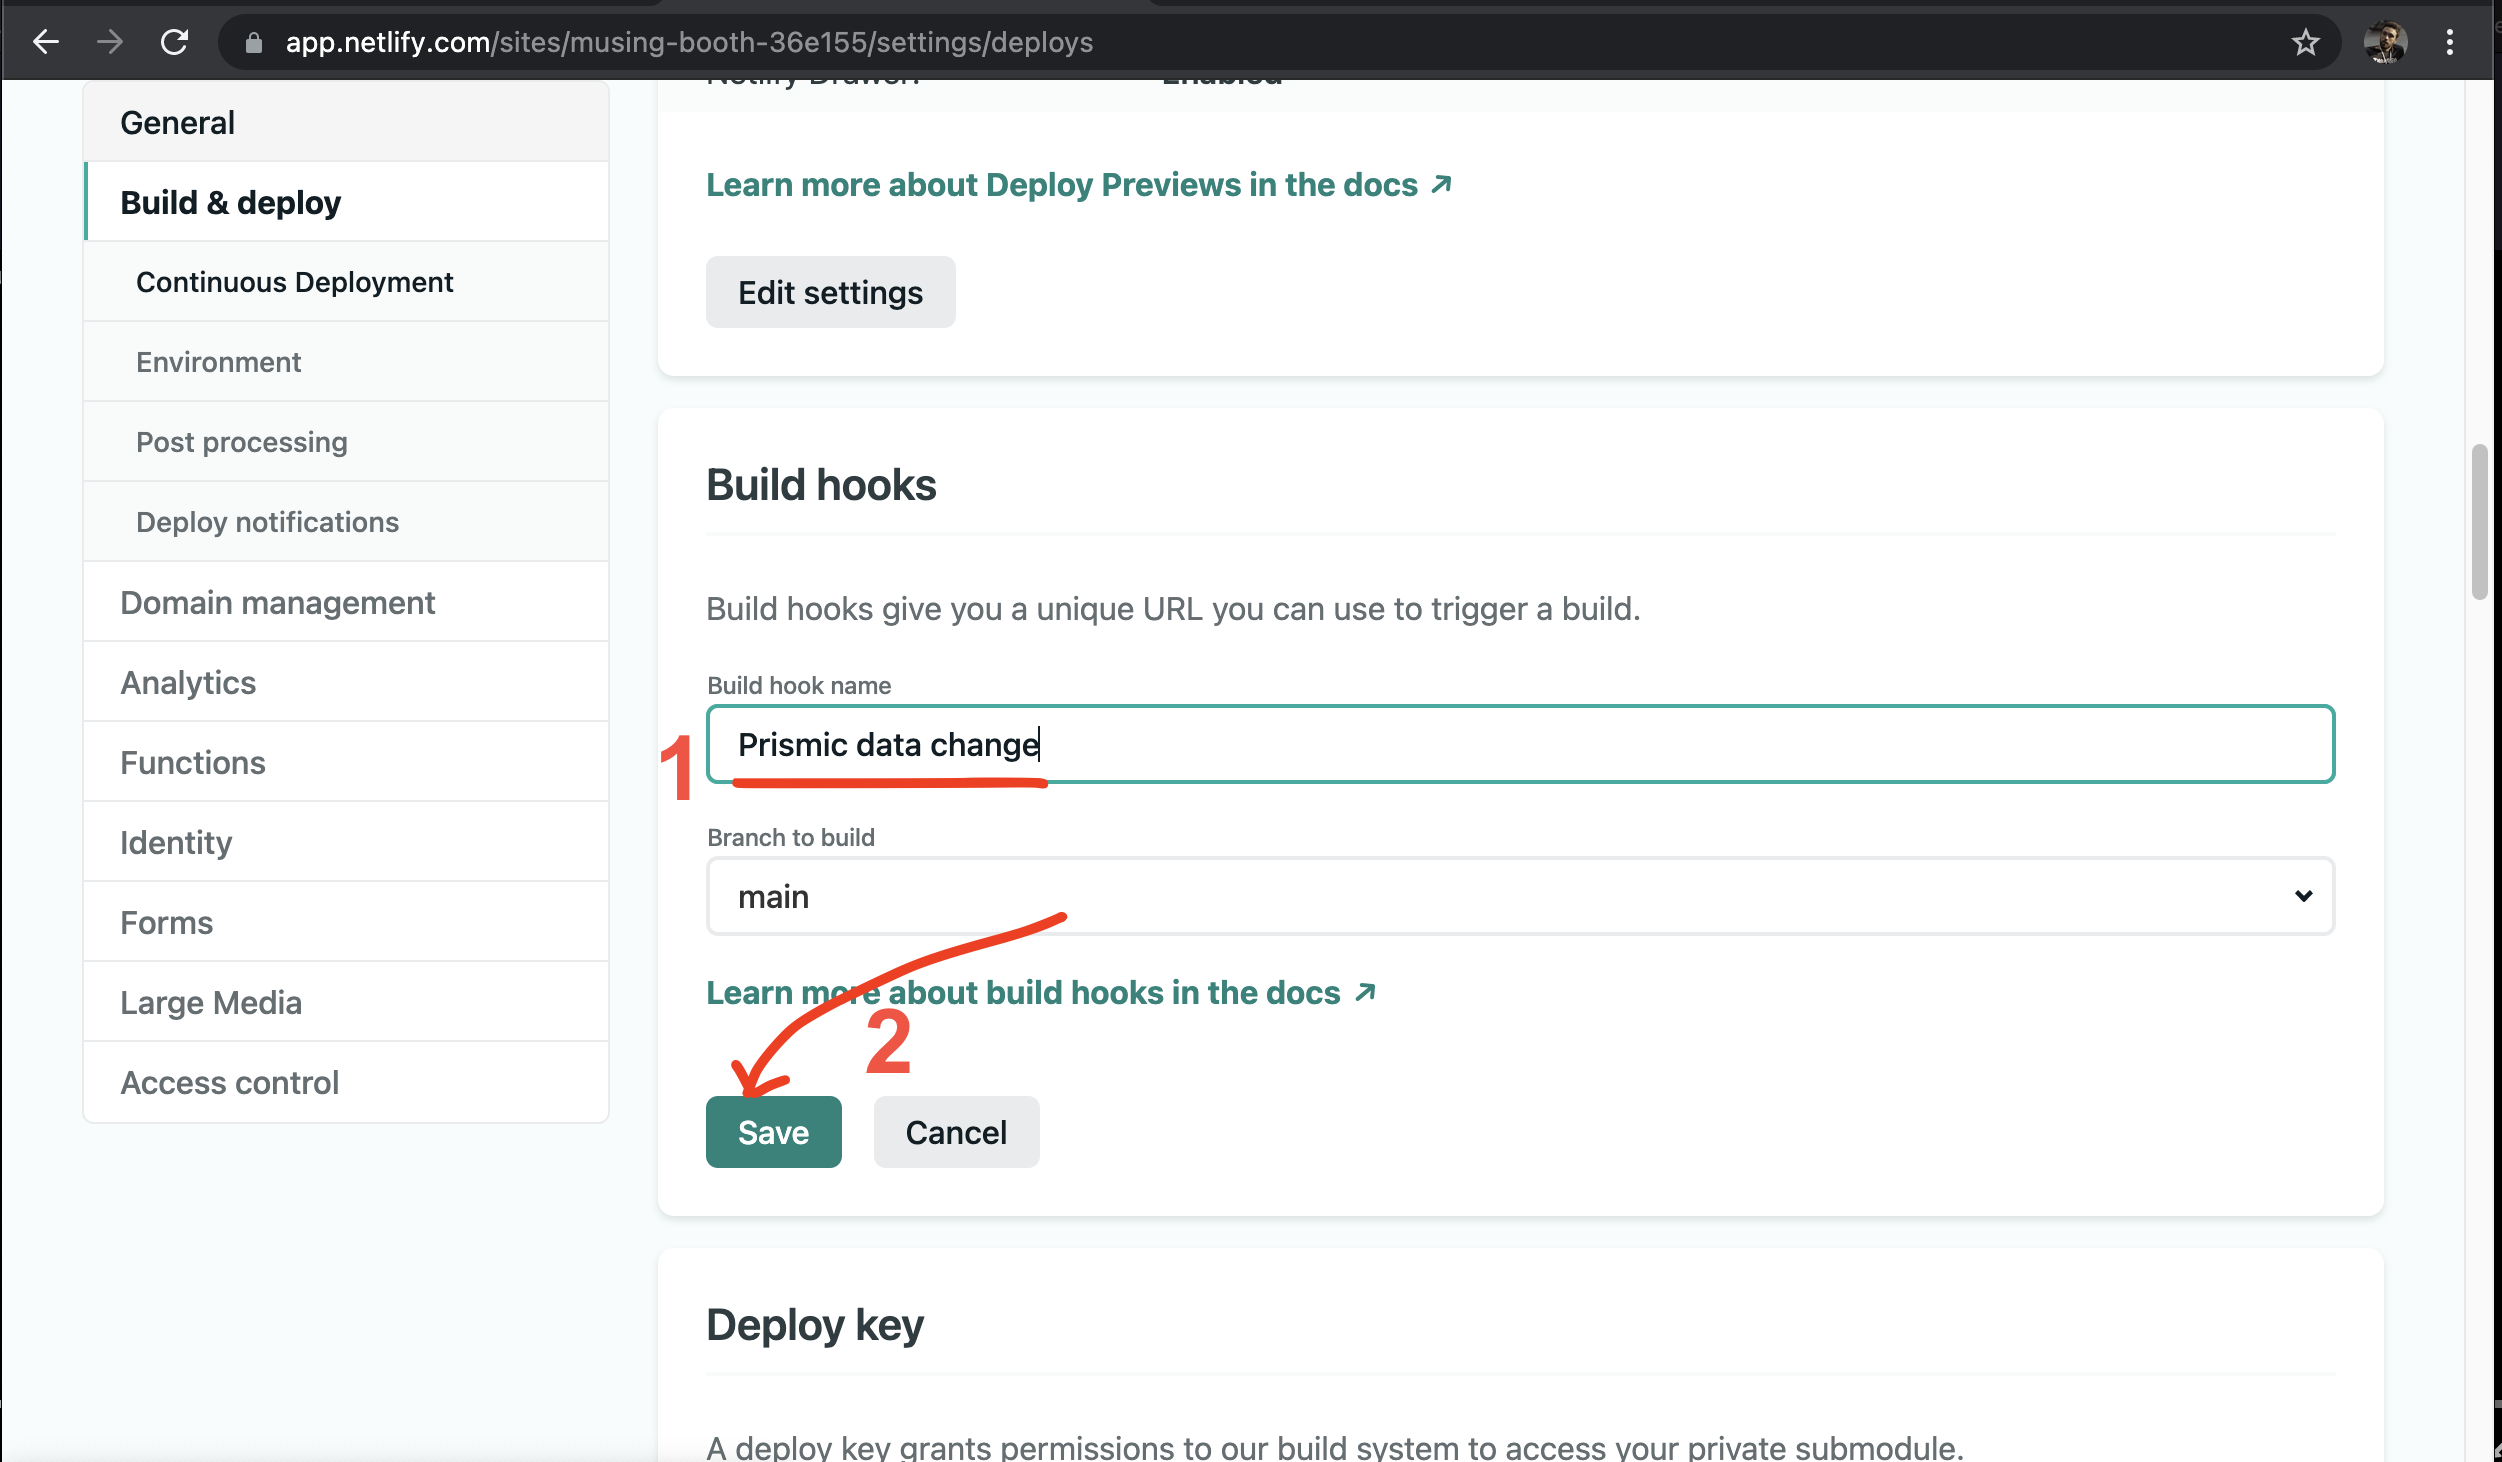 app.netlify.com/sites/musing-booth-36e155/settings/deploys
Netlify Drawer: Enabled
General
Build & deploy
Continuous Deployment
Environment
Post processing
Deploy notifications
Domain management
Analytics
Functions
Identity
Forms
Large Media
Access control
Learn more about Deploy Previews in the docs
Edit settings
Build hooks
Build hooks give you a unique URL you can use to trigger a build.
Build hook name
1 Prismic data change
Branch to build
main
Learn more about build hooks in the docs
2
Save Cancel
Deploy key
A deploy key grants permissions to our build system to access your private submodule.